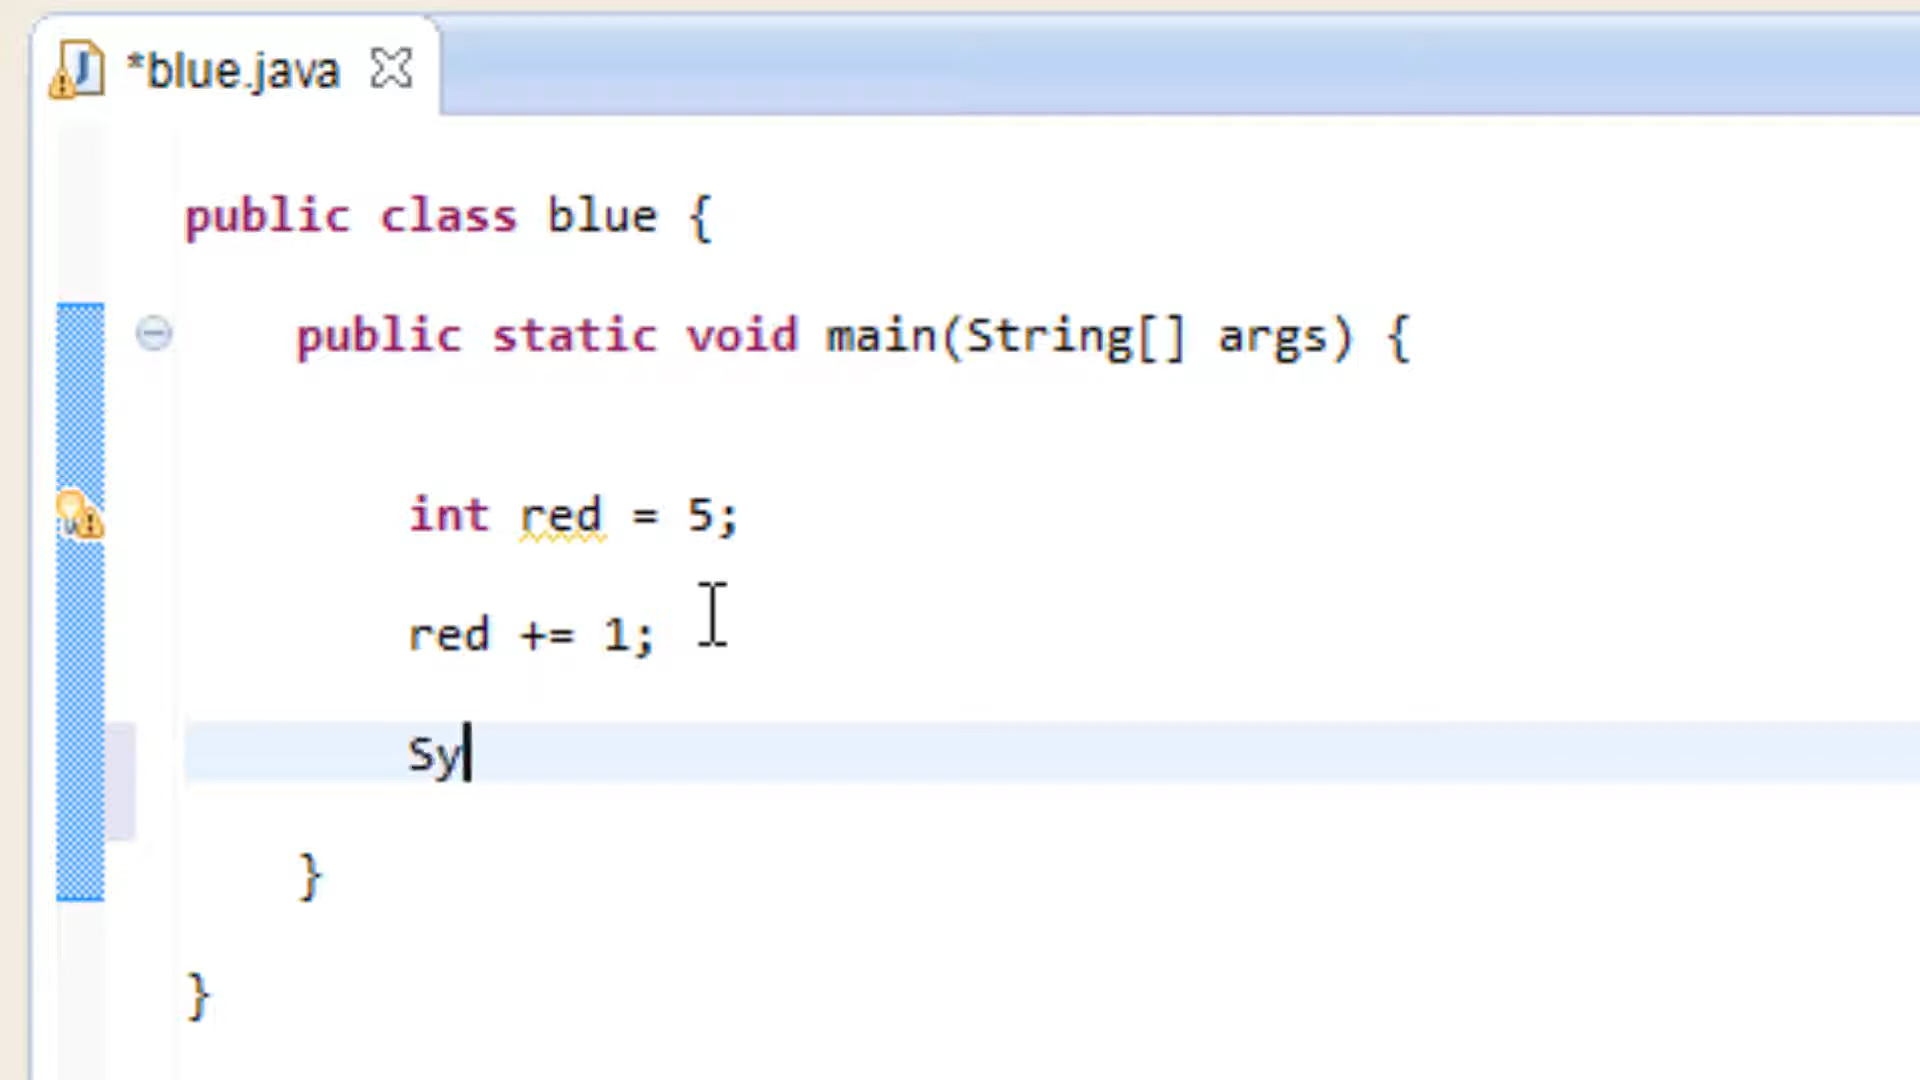 *blue.java
public class blue {
public static void main(String[] args) {
int red = 5;
red += 1;
Sy
}
}